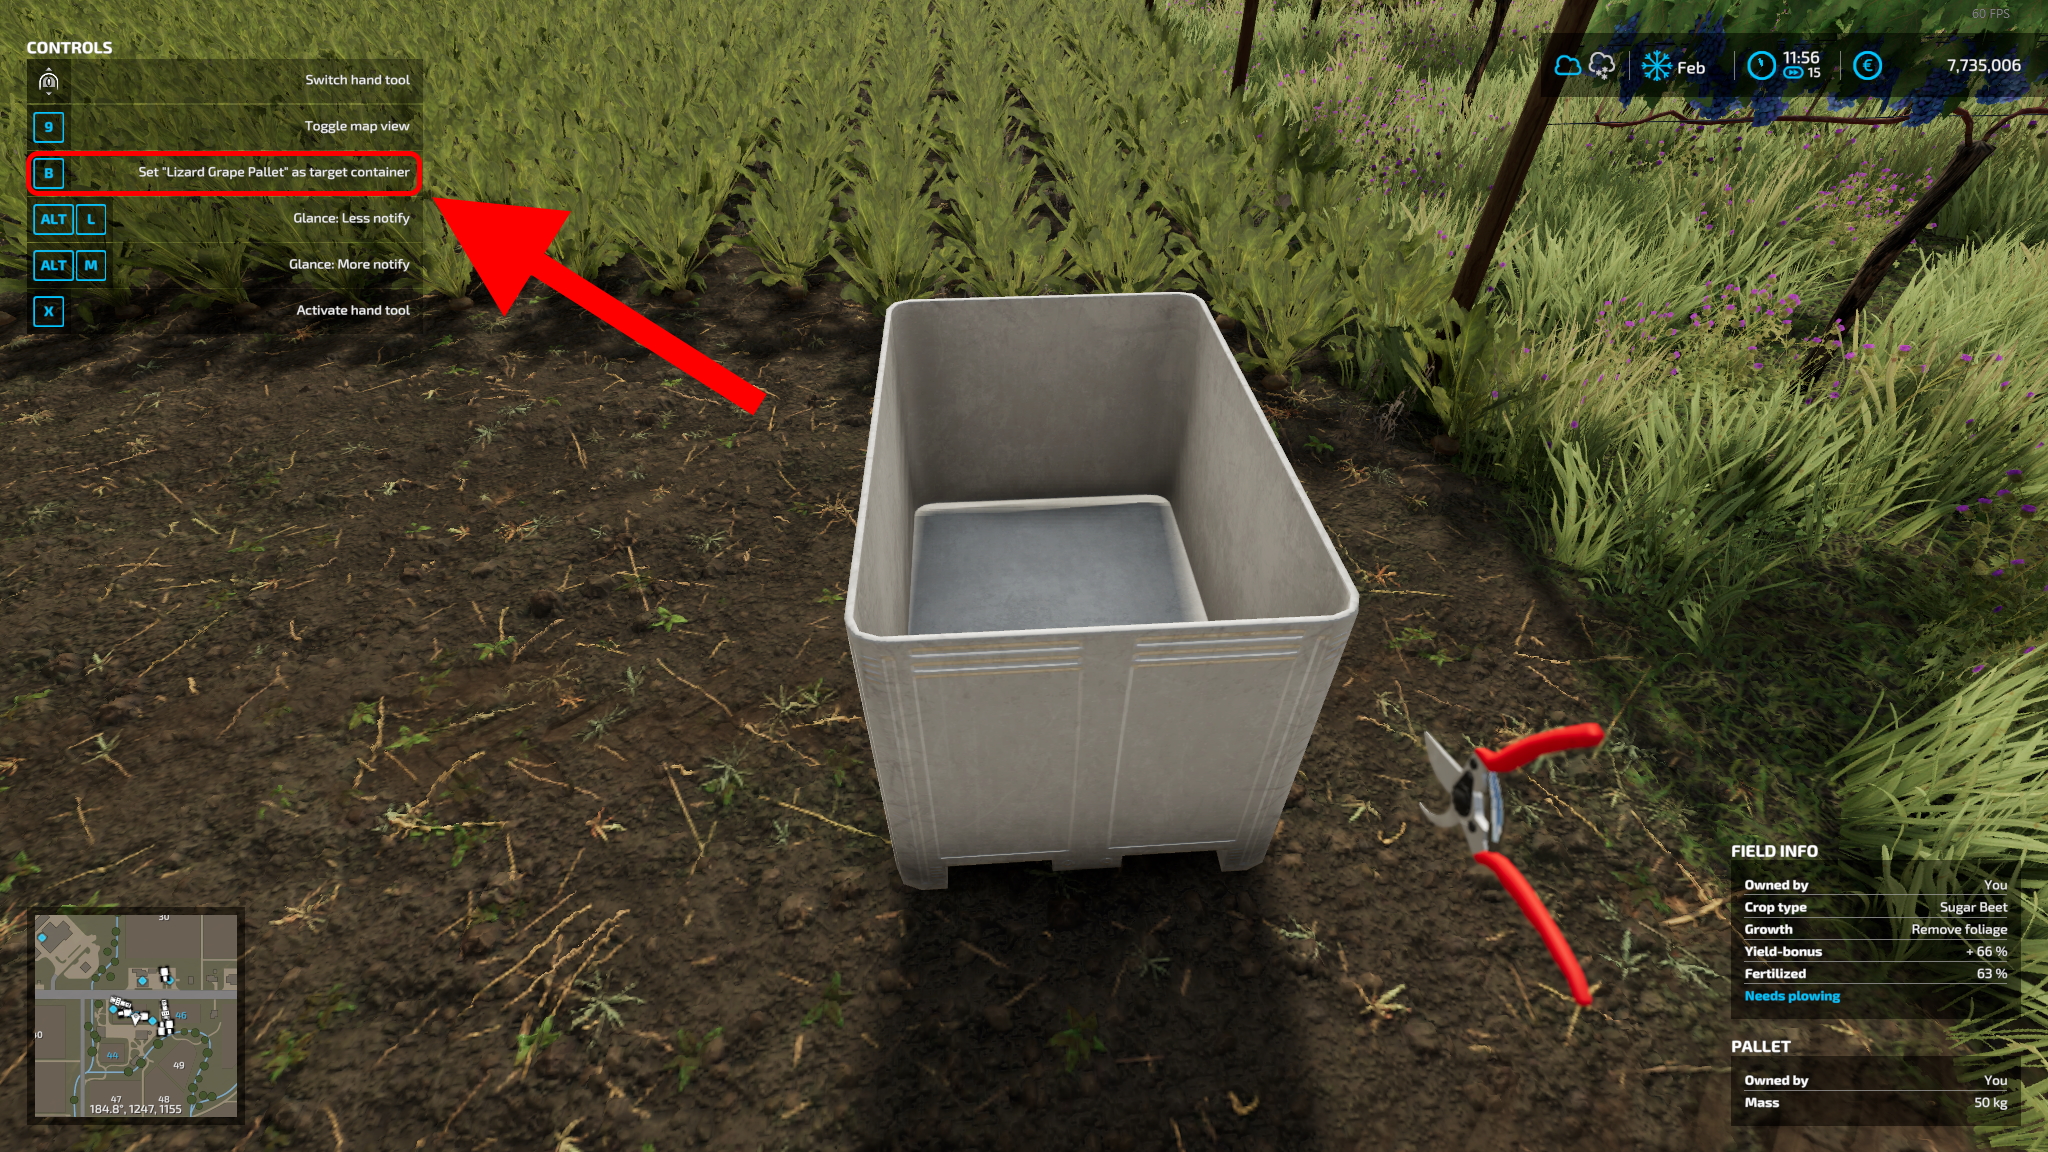 60 FPS
CONTROLS
Switch hand tool
9 Toggle map view
B Set "Lizard Grape Pallet" as target container
ALT L Glance: Less notify
ALT M Glance: More notify
X Activate hand tool
Feb 11:56 15 € 7,735,006
FIELD INFO
Owned by You
Crop type Sugar Beet
Growth Remove foliage
Yield-bonus + 66 %
Fertilized 63 %
Needs plowing
PALLET
Owned by You
Mass 50 kg
30
46
44
49
47 48
184.8°, 1247, 1155